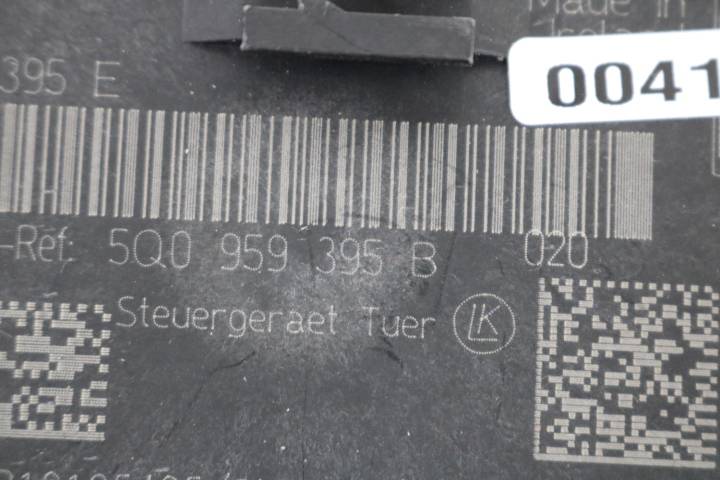 Made in
395 E
0041
-Ref: 5Q0 959 395 B 020
Steuergeraet Tuer LK